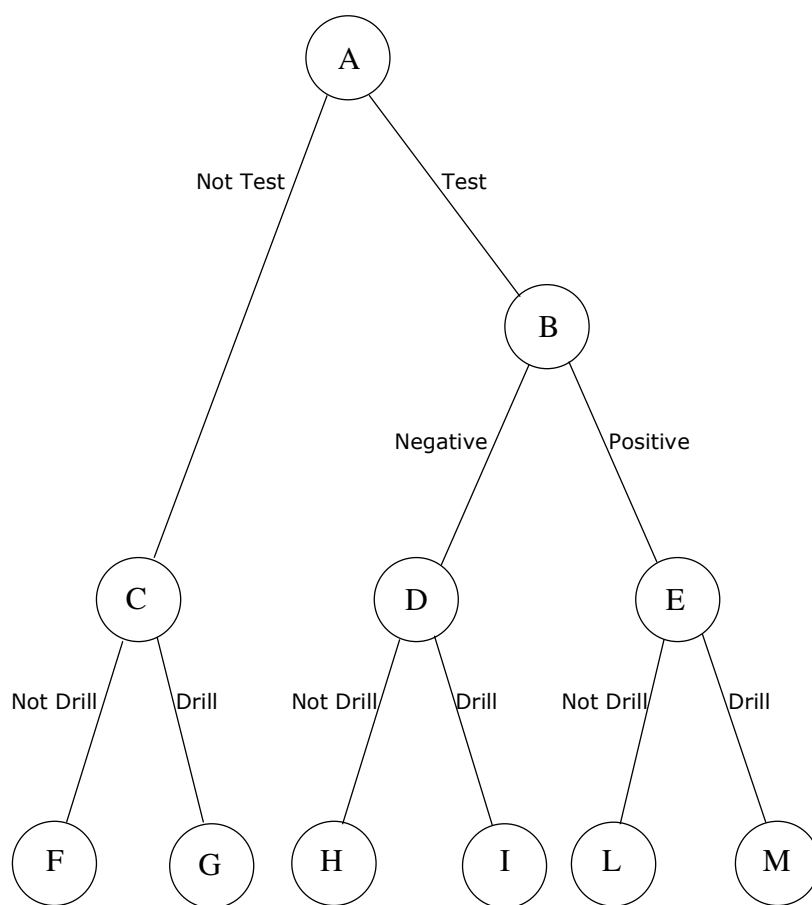 A
Not Test
Test
B
Negative
Positive
C
D
E
Not Drill
Drill
Not Drill
Drill
Not Drill
Drill
F
G
H
I
L
M